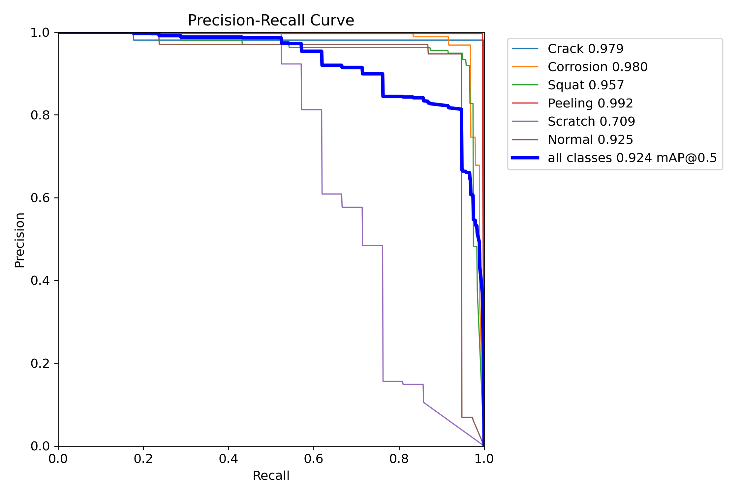 Precision-Recall Curve
1.0
0.8
0.6
0.4
0.2
0.0
Precision
0.0 0.2 0.4 0.6 0.8 1.0
Recall
Crack 0.979
Corrosion 0.980
Squat 0.957
Peeling 0.992
Scratch 0.709
Normal 0.925
all classes 0.924 mAP@0.5